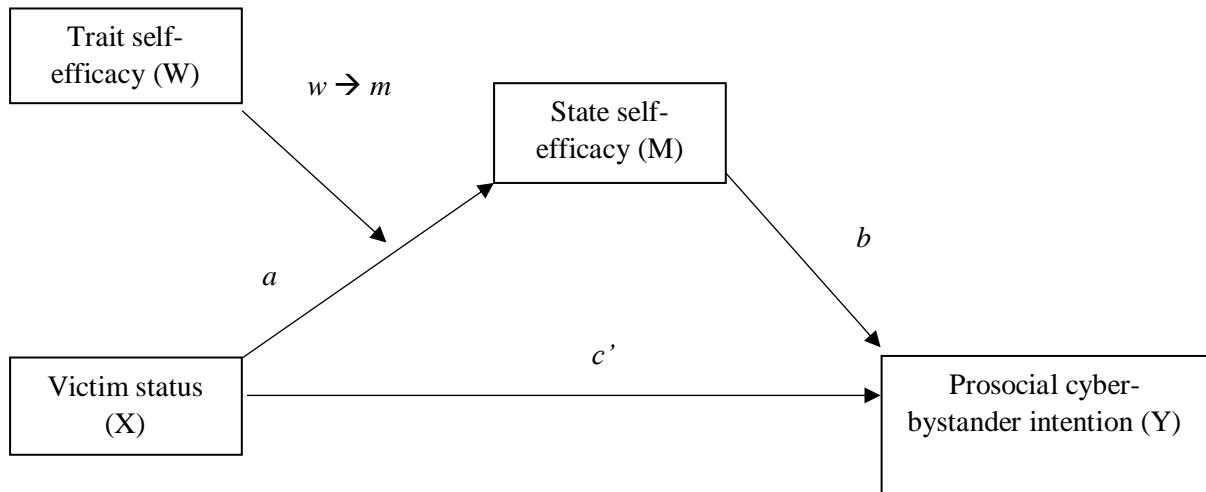 Trait self-
efficacy (W)
w → m
State self-
efficacy (M)
a
b
c’
Victim status
(X)
Prosocial cyber-
bystander intention (Y)